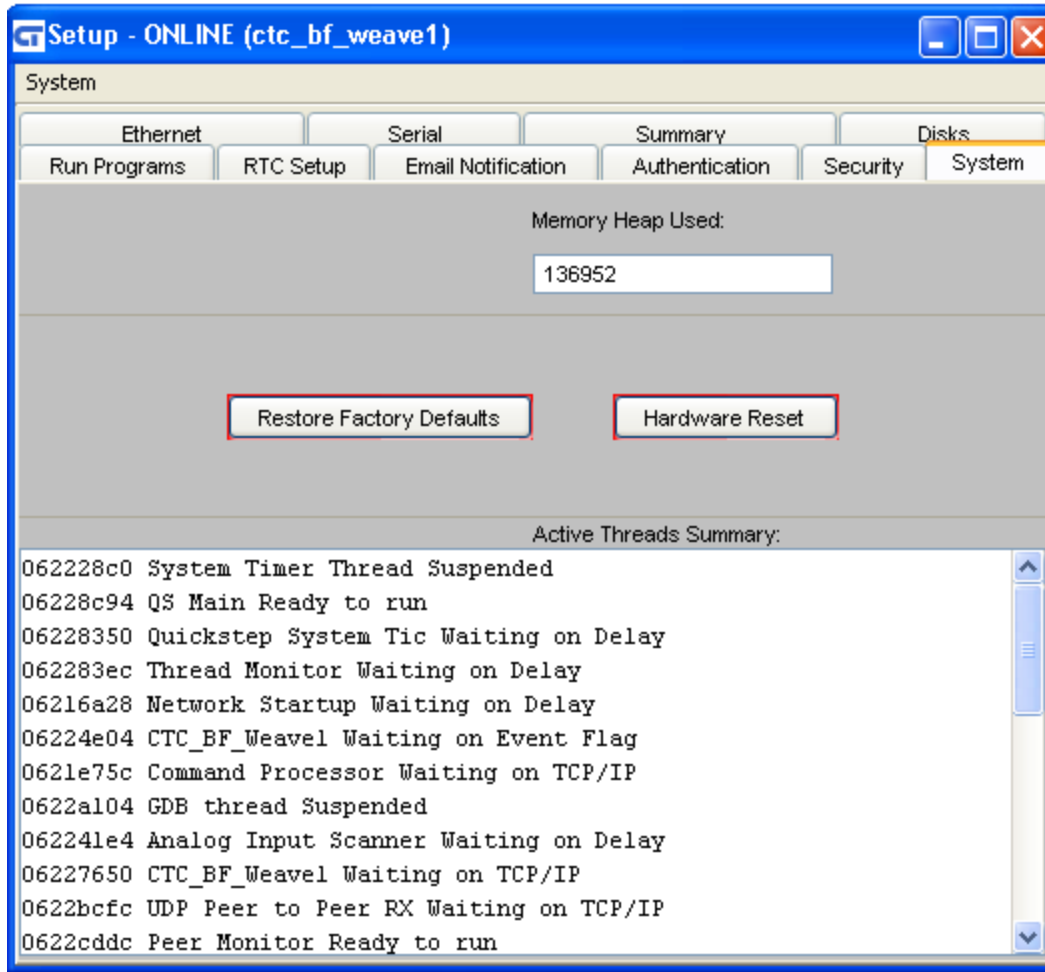 CT Setup - ONLINE (ctc_bf_weave1)
System
Ethernet Serial Summary Disks
Run Programs RTC Setup Email Notification Authentication Security System
Memory Heap Used:
136952
Restore Factory Defaults Hardware Reset
Active Threads Summary:
062228c0 System Timer Thread Suspended
06228c94 QS Main Ready to run
06228350 Quickstep System Tic Waiting on Delay
062283ec Thread Monitor Waiting on Delay
06216a28 Network Startup Waiting on Delay
06224e04 CTC_BF_Weave1 Waiting on Event Flag
0621e75c Command Processor Waiting on TCP/IP
0622a104 GDB thread Suspended
062241e4 Analog Input Scanner Waiting on Delay
06227650 CTC_BF_Weave1 Waiting on TCP/IP
0622bcfc UDP Peer to Peer RX Waiting on TCP/IP
0622cddc Peer Monitor Ready to run